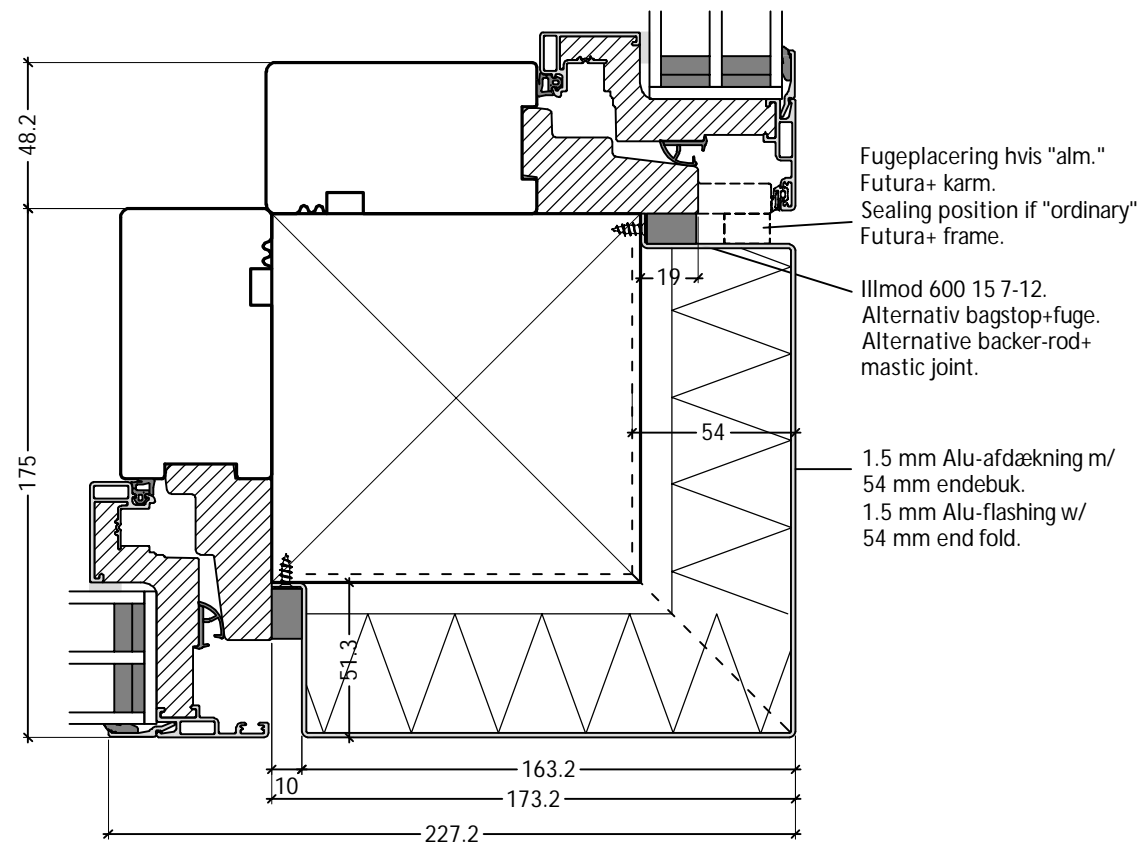 48.2
175
Fugeplacering hvis "alm."
Futura+ karm.
Sealing position if "ordinary"
Futura+ frame.
19
Illmod 600 15 7-12.
Alternativ bagstop+fuge.
Alternative backer-rod+
mastic joint.
54
1.5 mm Alu-afdækning m/
54 mm endebuk.
1.5 mm Alu-flashing w/
54 mm end fold.
51.3
163.2
10
173.2
227.2